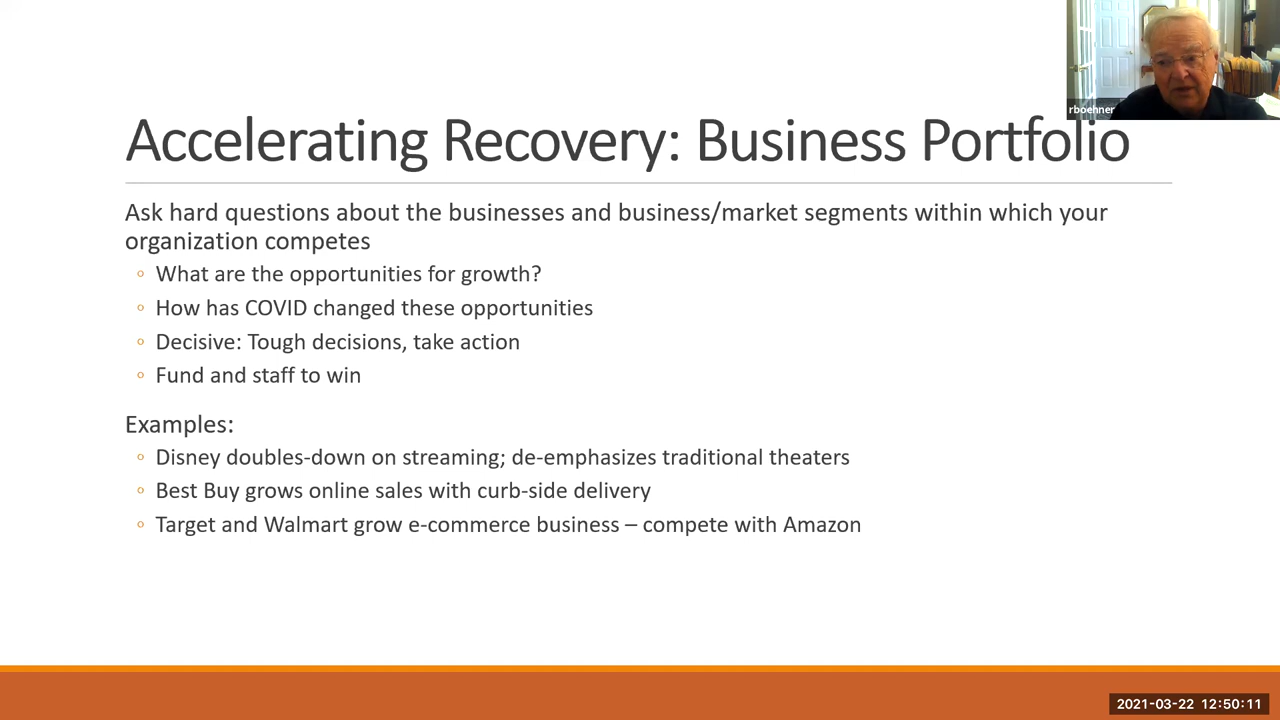 rboehner
Accelerating Recovery: Business Portfolio
Ask hard questions about the businesses and business/market segments within which your
organization competes
◦ What are the opportunities for growth?
◦ How has COVID changed these opportunities
◦ Decisive: Tough decisions, take action
◦ Fund and staff to win
Examples:
◦ Disney doubles-down on streaming; de-emphasizes traditional theaters
◦ Best Buy grows online sales with curb-side delivery
◦ Target and Walmart grow e-commerce business – compete with Amazon
2021-03-22 12:50:11